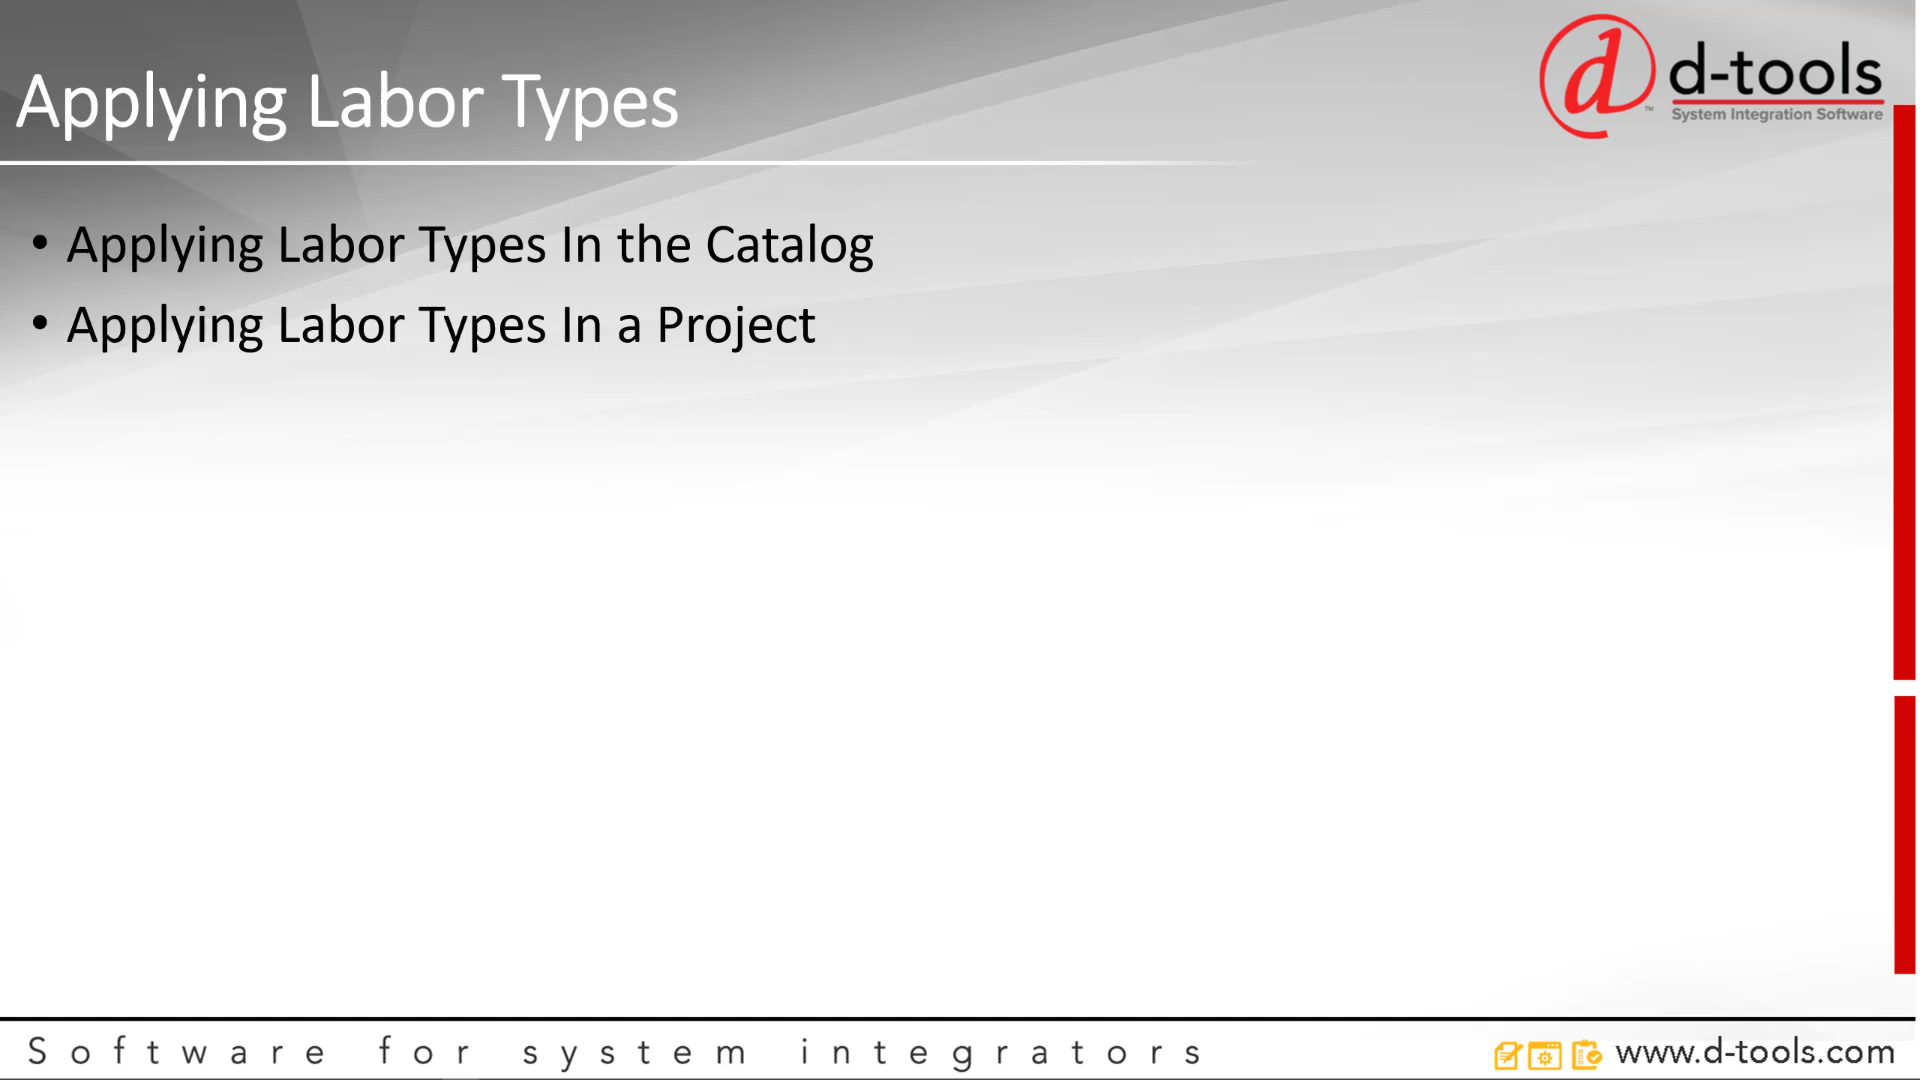 d-tools
System Integration Software
Applying Labor Types
• Applying Labor Types In the Catalog
• Applying Labor Types In a Project
Software for system integrators
www.d-tools.com